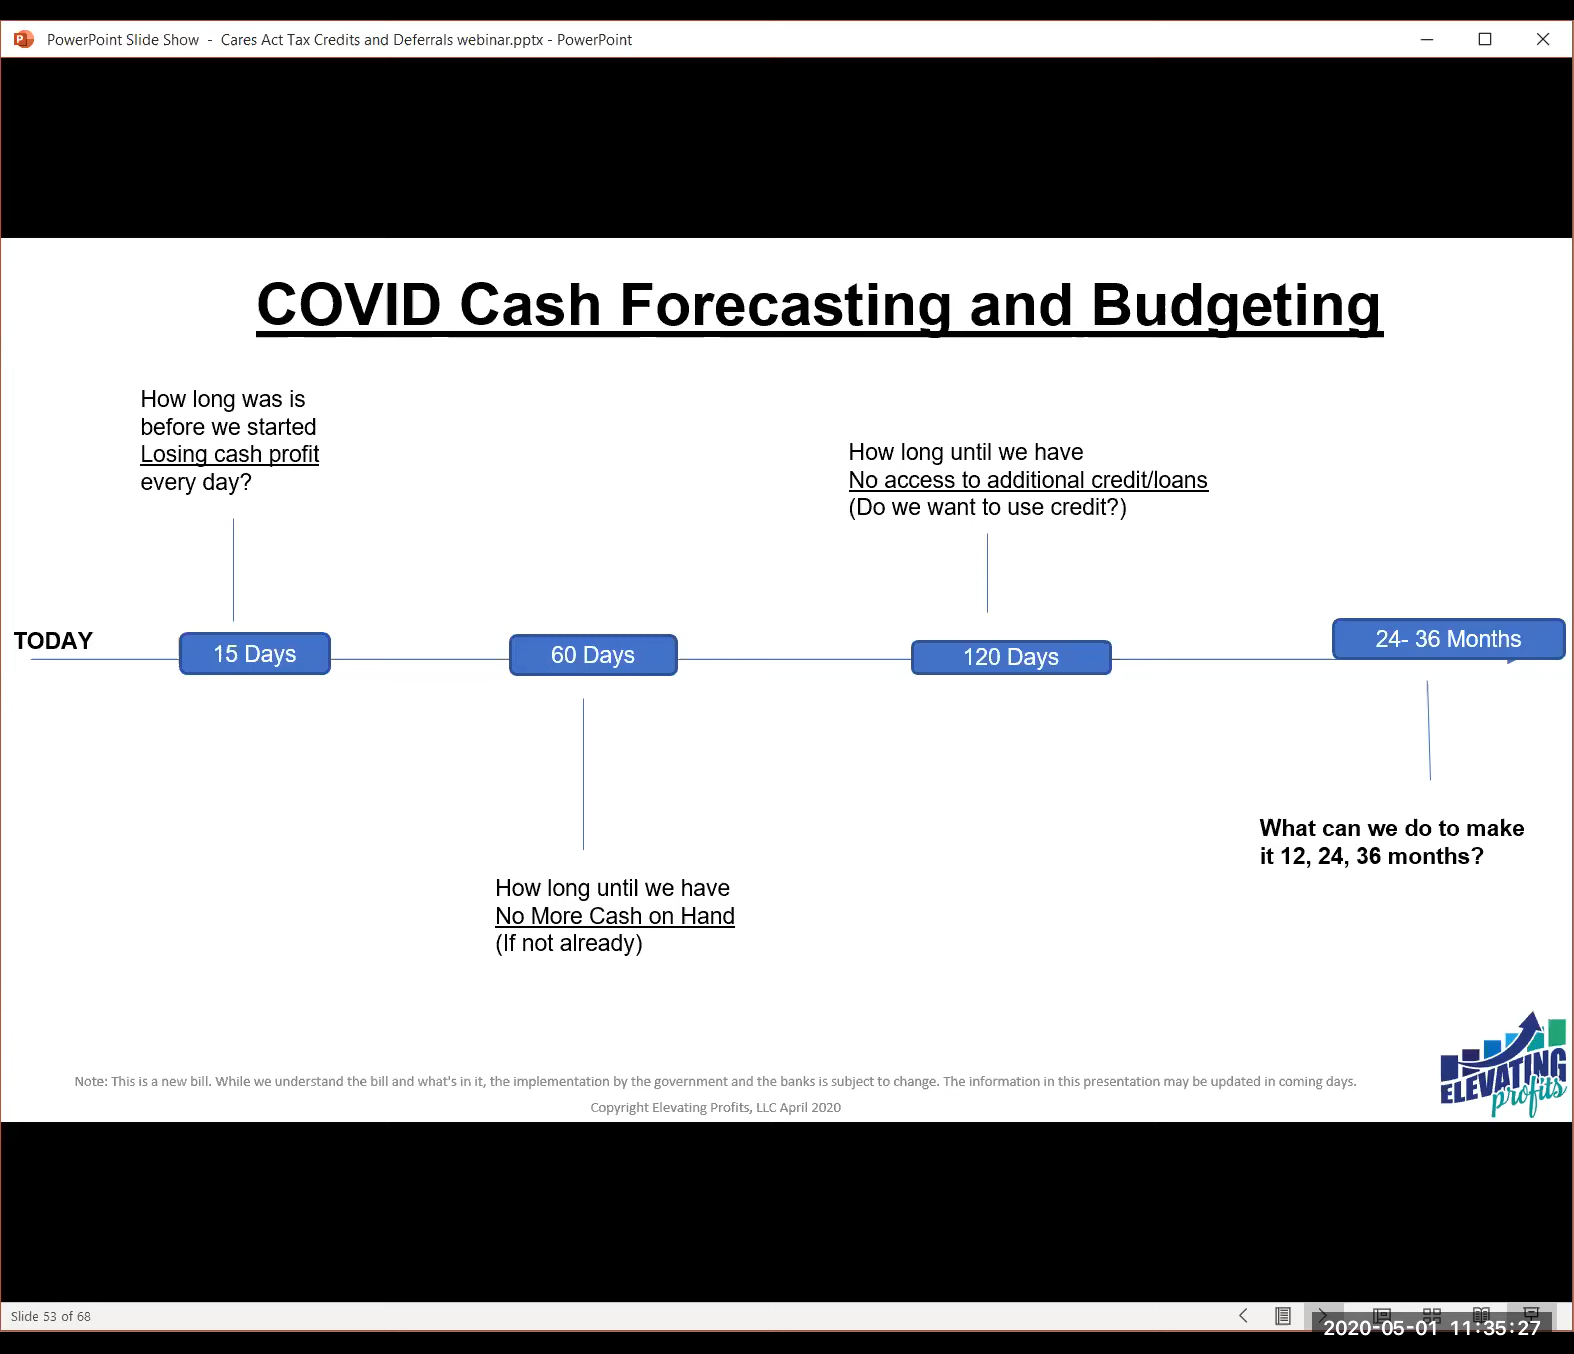 PowerPoint Slide Show - Cares Act Tax Credits and Deferrals webinar.pptx - PowerPoint
COVID Cash Forecasting and Budgeting
How long was is
before we started
Losing cash profit
every day?
How long until we have
No access to additional credit/loans
(Do we want to use credit?)
TODAY
15 Days
60 Days
120 Days
24- 36 Months
What can we do to make
it 12, 24, 36 months?
How long until we have
No More Cash on Hand
(If not already)
Note: This is a new bill. While we understand the bill and what's in it, the implementation by the government and the banks is subject to change. The information in this presentation may be updated in coming days.
Copyright Elevating Profits, LLC April 2020
ELEVATING
profits
Slide 53 of 68
2020-05-01 11:35:27